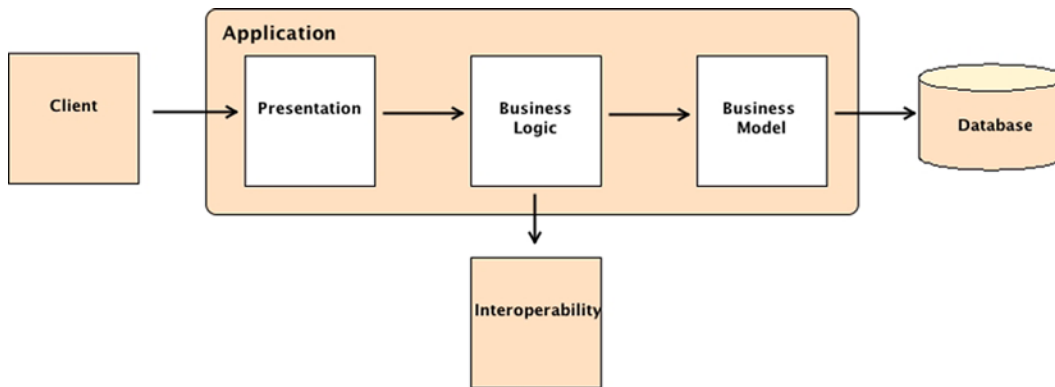 Application
Client
Presentation
Business
Logic
Business
Model
Database
Interoperability